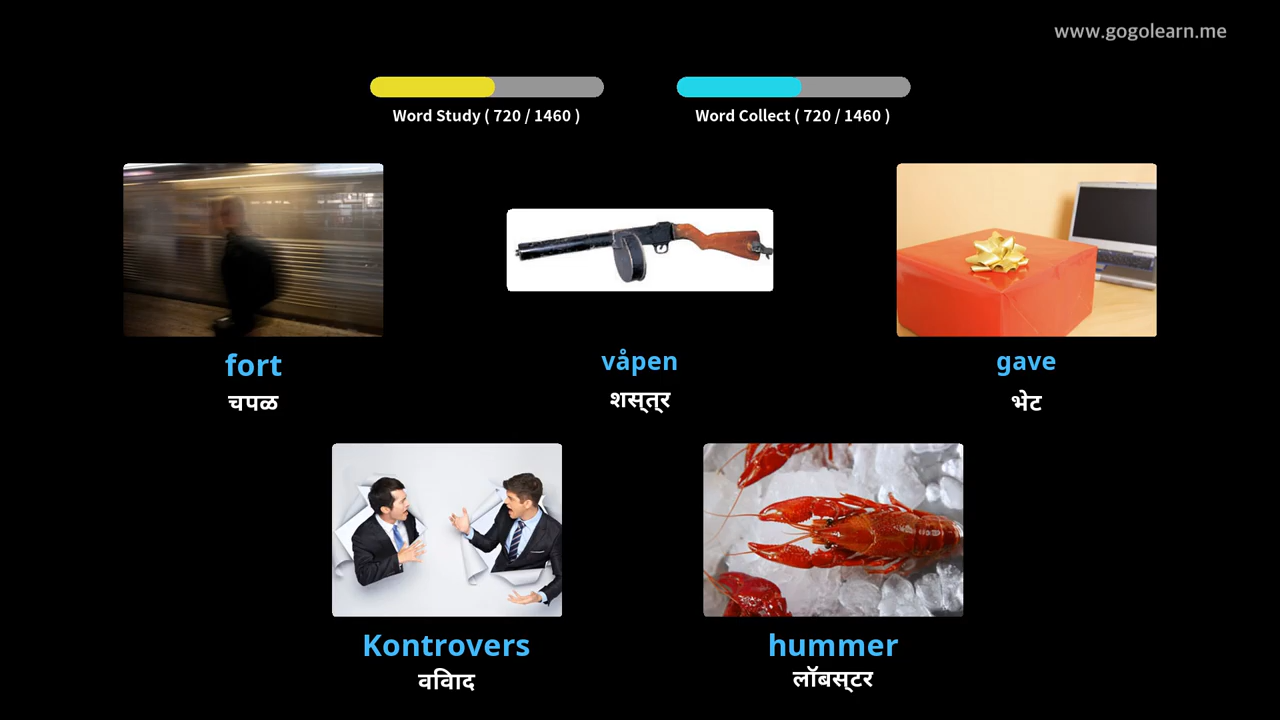 www.gogolearn.me
Word Study ( 720 / 1460 )
Word Collect ( 720 / 1460 )
fort
चपळ
våpen
शस्त्र
gave
भेट
Kontrovers
विवाद
hummer
लॉबस्टर